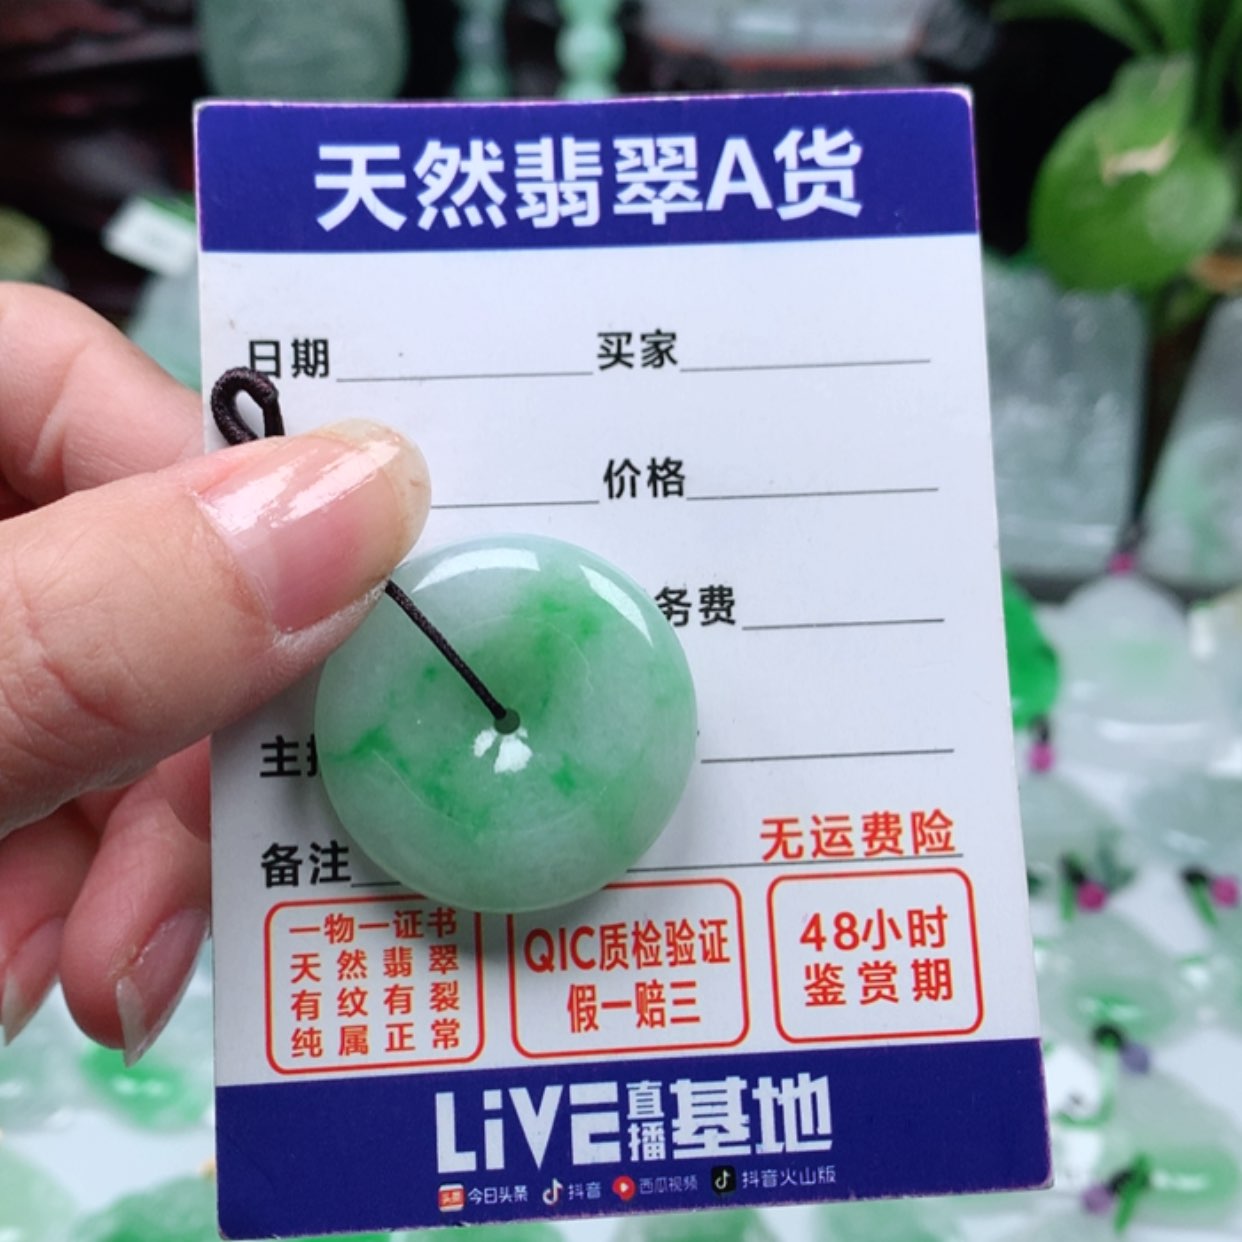 天然翡翠A货
日期 买家
价格
务费
主
备注
无运费险
一物一证书
天然翡翠
有纹有裂
纯属正常
QIC质检验证
假一赔三
48小时
鉴赏期
LiVE直播基地
头条 今日头条 抖音 西瓜视频 抖音火山版